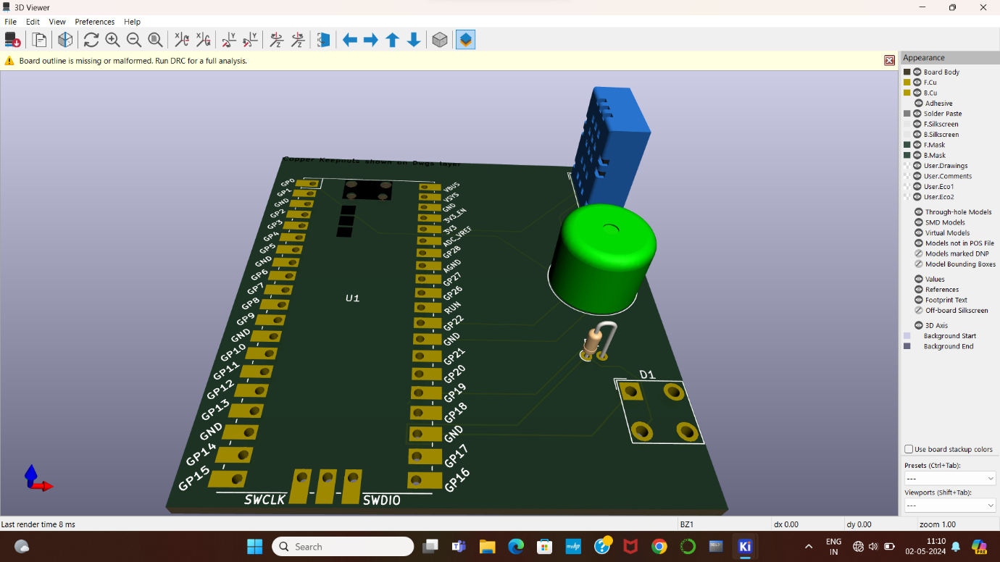 3D Viewer
File Edit View Preferences Help
Board outline is missing or malformed. Run DRC for a full analysis.
Copper Keepouts shown on Dwgs layer
GP0
GP1
GND
GP2
GP3
GP4
GP5
GND
GP6
GP7
GP8
GP9
GND
GP10
GP11
GP12
GP13
GND
GP14
GP15
U1
VBUS
VSYS
GND
3V3_EN
3V3
ADC_VREF
GP28
AGND
GP27
GP26
RUN
GP22
GND
GP21
GP20
GP19
GP18
GND
GP17
GP16
SWCLK
SWDIO
D1
Appearance
Board Body
F.Cu
B.Cu
Adhesive
Solder Paste
F.Silkscreen
B.Silkscreen
F.Mask
B.Mask
User.Drawings
User.Comments
User.Eco1
User.Eco2
Through-hole Models
SMD Models
Virtual Models
Models not in POS File
Models marked DNP
Model Bounding Boxes
Values
References
Footprint Text
Off-board Silkscreen
3D Axis
Background Start
Background End
Use board stackup colors
Presets (Ctrl+Tab):
---
Viewports (Shift+Tab):
---
Last render time 8 ms BZ1 dx 0.00 dy 0.00 zoom 1.00
Search
myhp
Ki
ENG
IN
11:10
02-05-2024
PRE